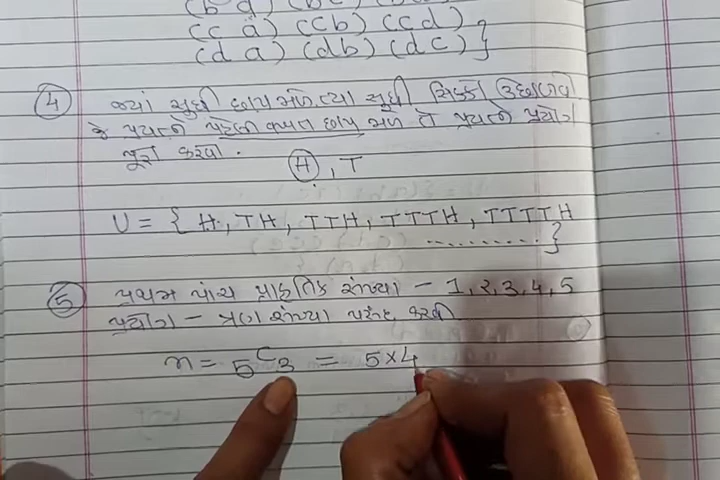 (b a) (b c) (b
(c a) (c b) (c d)
(d a) (d b) (d c) }
④ જ્યાં સુધી છાપ મળે ત્યા સુધી સિક્કો ઉછાળવો
કે પ્રયત્ને પહેલી વખત છાપ મળે તે પ્રયત્ને પ્રયોગ
પૂરો કરવો .
H , T
U = { H, TH, TTH, TTTH, TTTTH
.......... }
⑤ પ્રથમ પાંચ પ્રાકૃતિક સંખ્યા - 1, 2, 3, 4, 5
પ્રયોગ - ત્રણ સંખ્યા પસંદ કરવી
n = 5C3 = 5×4